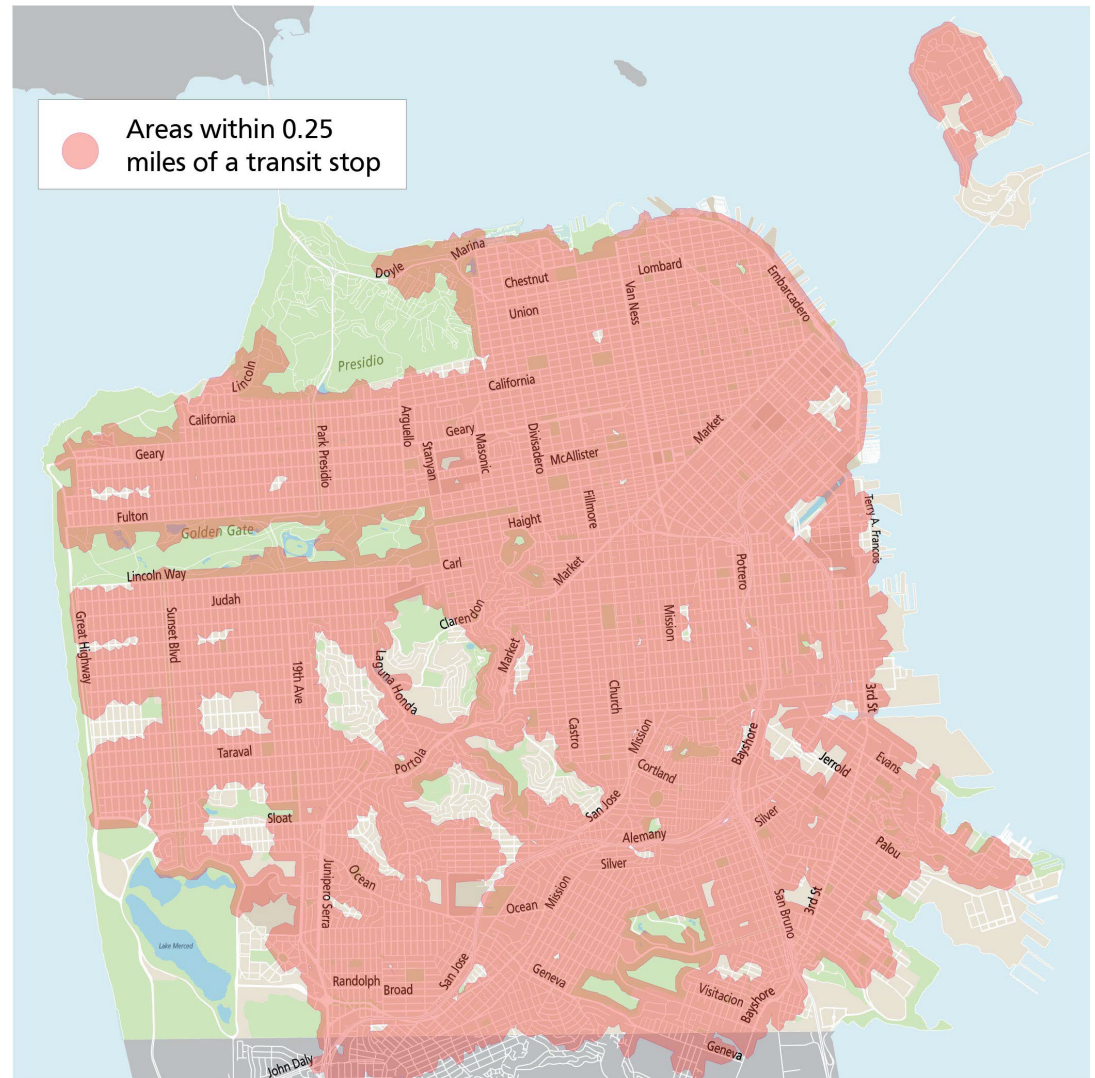 Areas within 0.25
miles of a transit stop
Marina
Doyle
Chestnut
Lombard
Van Ness
Embarcadero
Union
Presidio
Lincoln
California
California
Arguello
Geary
Stanyan
Masonic
Divisadero
McAllister
Market
Geary
Park Presidio
Fillmore
Fulton
Golden Gate
Haight
Terry A. Francois
Carl
Market
Lincoln Way
Potrero
Judah
Clarendon
Great Highway
Sunset Blvd
Mission
Market
19th Ave
Laguna Honda
Church
3rd St
Castro
Mission
Bayshore
Taraval
Portola
Cortland
Jerrold
Evans
San Jose
Sloat
Alemany
Silver
Silver
Palou
Junipero Serra
Ocean
Mission
Ocean
San Bruno
3rd St
Lake Merced
Randolph
Broad
San Jose
Geneva
Visitacion
Bayshore
Geneva
John Daly